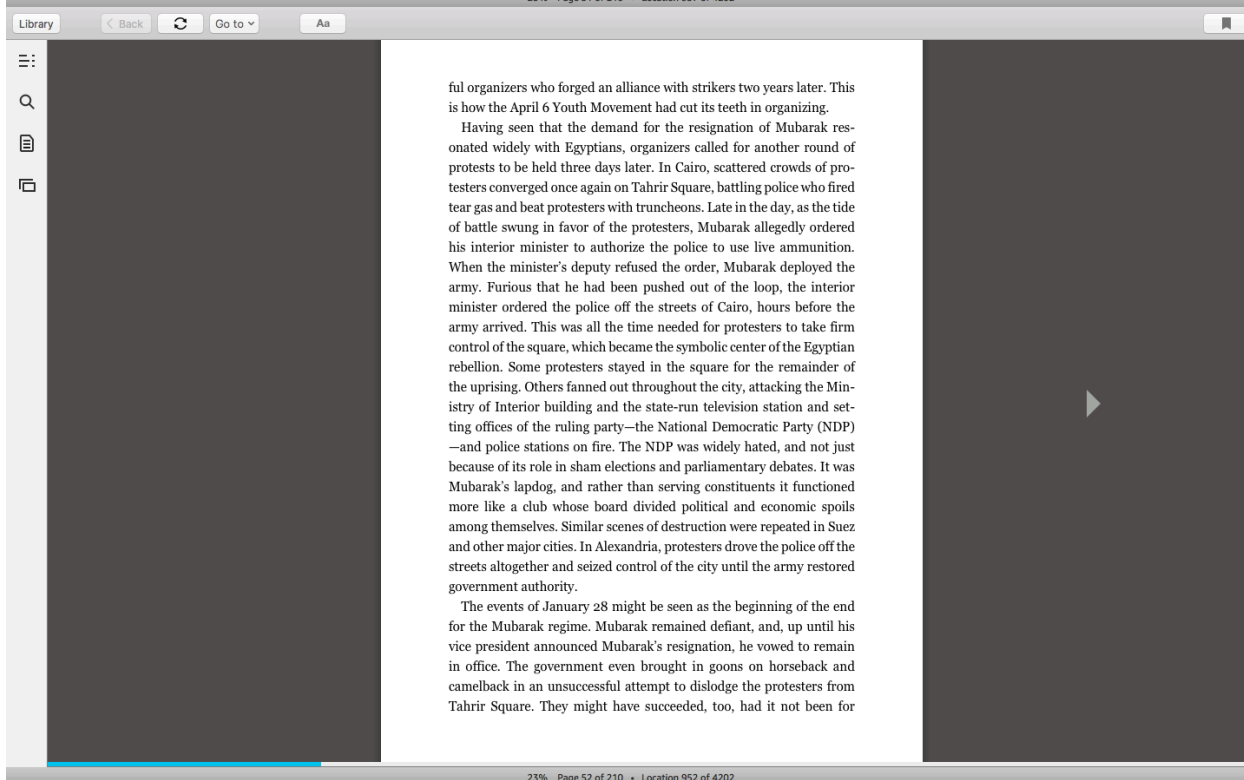 Library
Back
Go to
Aa
ful organizers who forged an alliance with strikers two years later. This
is how the April 6 Youth Movement had cut its teeth in organizing.
Having seen that the demand for the resignation of Mubarak res-
onated widely with Egyptians, organizers called for another round of
protests to be held three days later. In Cairo, scattered crowds of pro-
testers converged once again on Tahrir Square, battling police who fired
tear gas and beat protesters with truncheons. Late in the day, as the tide
of battle swung in favor of the protesters, Mubarak allegedly ordered
his interior minister to authorize the police to use live ammunition.
When the minister's deputy refused the order, Mubarak deployed the
army. Furious that he had been pushed out of the loop, the interior
minister ordered the police off the streets of Cairo, hours before the
army arrived. This was all the time needed for protesters to take firm
control of the square, which became the symbolic center of the Egyptian
rebellion. Some protesters stayed in the square for the remainder of
the uprising. Others fanned out throughout the city, attacking the Min-
istry of Interior building and the state-run television station and set-
ting offices of the ruling party—the National Democratic Party (NDP)
—and police stations on fire. The NDP was widely hated, and not just
because of its role in sham elections and parliamentary debates. It was
Mubarak's lapdog, and rather than serving constituents it functioned
more like a club whose board divided political and economic spoils
among themselves. Similar scenes of destruction were repeated in Suez
and other major cities. In Alexandria, protesters drove the police off the
streets altogether and seized control of the city until the army restored
government authority.
The events of January 28 might be seen as the beginning of the end
for the Mubarak regime. Mubarak remained defiant, and, up until his
vice president announced Mubarak's resignation, he vowed to remain
in office. The government even brought in goons on horseback and
camelback in an unsuccessful attempt to dislodge the protesters from
Tahrir Square. They might have succeeded, too, had it not been for
23% Page 52 of 210 • Location 952 of 4202